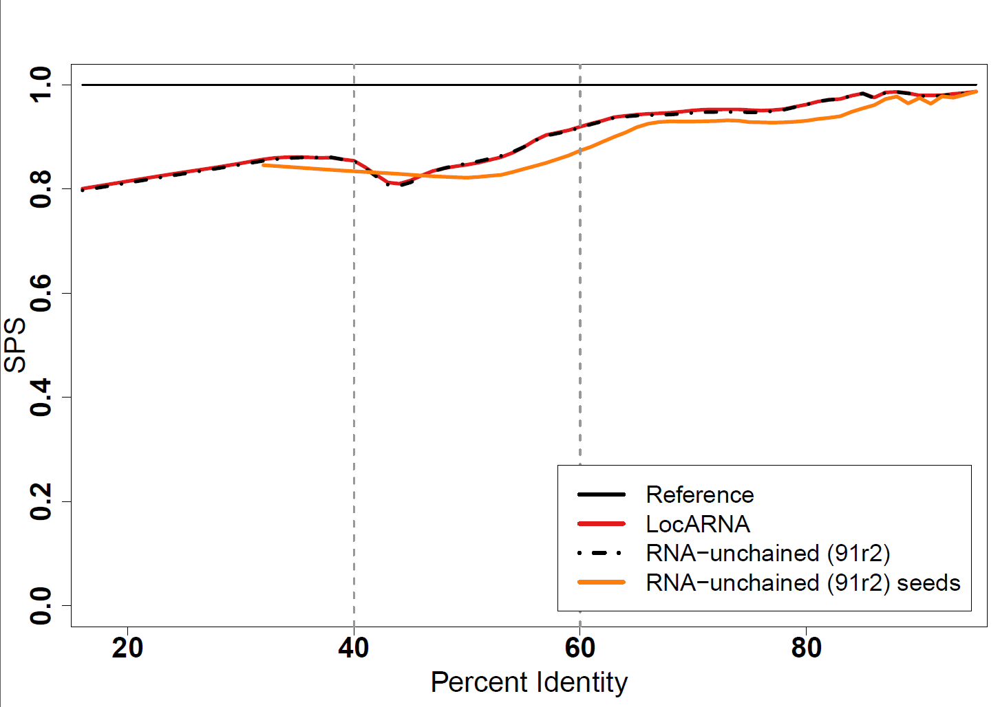 1.0
0.8
0.6
0.4
0.2
0.0
SPS
20 40 60 80
Percent Identity
Reference
LocARNA
RNA−unchained (91r2)
RNA−unchained (91r2) seeds